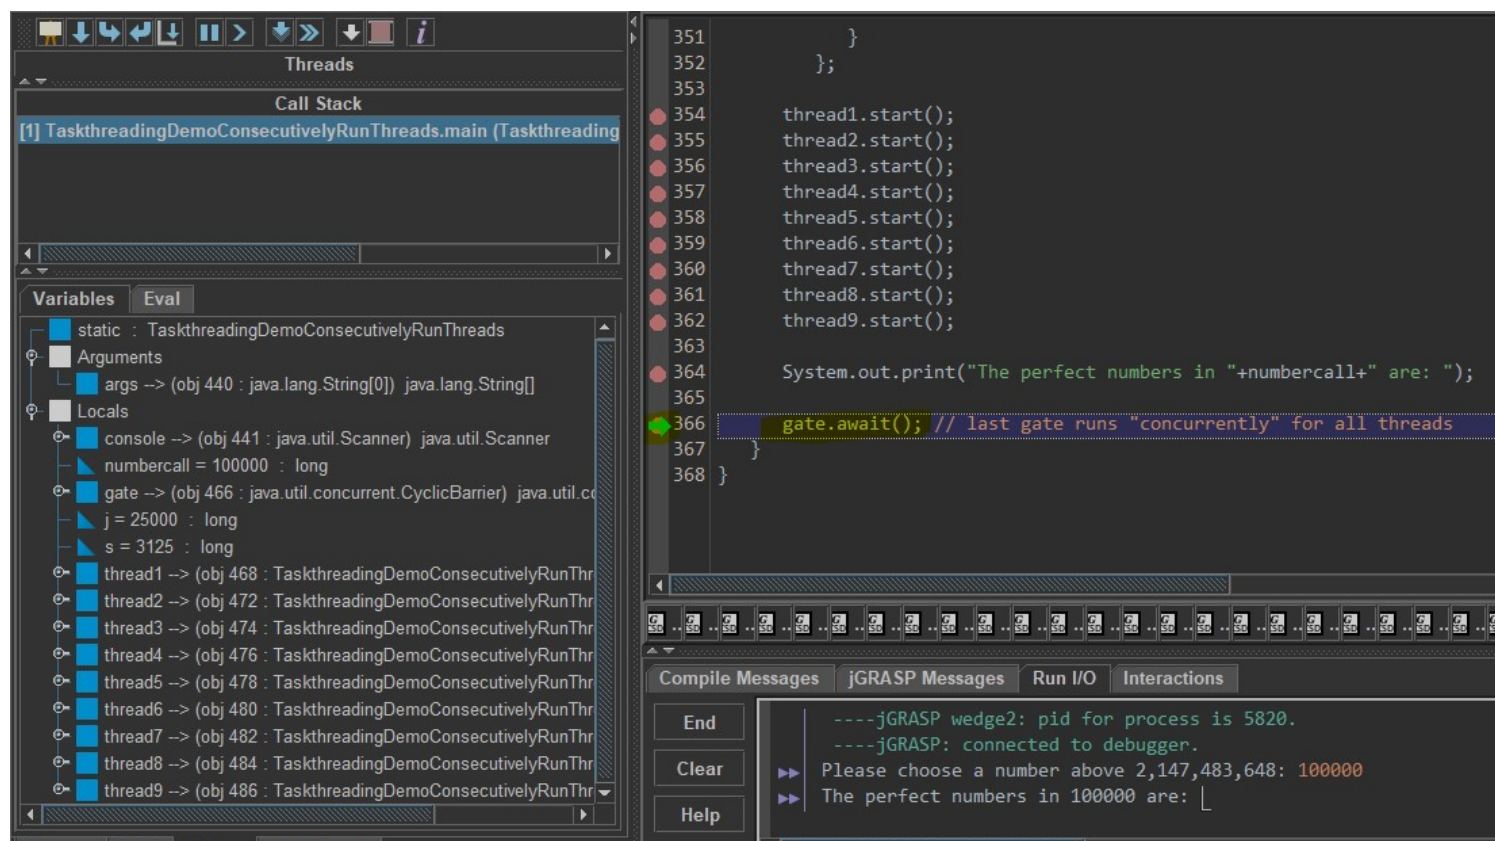 Threads
Call Stack
[1] TaskthreadingDemoConsecutivelyRunThreads.main (Taskthreading
Variables Eval
static : TaskthreadingDemoConsecutivelyRunThreads
Arguments
args --> (obj 440 : java.lang.String[0]) java.lang.String[]
Locals
console --> (obj 441 : java.util.Scanner) java.util.Scanner
numbercall = 100000 : long
gate --> (obj 466 : java.util.concurrent.CyclicBarrier) java.util.co
j = 25000 : long
s = 3125 : long
thread1 --> (obj 468 : TaskthreadingDemoConsecutivelyRunThr
thread2 --> (obj 472 : TaskthreadingDemoConsecutivelyRunThr
thread3 --> (obj 474 : TaskthreadingDemoConsecutivelyRunThr
thread4 --> (obj 476 : TaskthreadingDemoConsecutivelyRunThr
thread5 --> (obj 478 : TaskthreadingDemoConsecutivelyRunThr
thread6 --> (obj 480 : TaskthreadingDemoConsecutivelyRunThr
thread7 --> (obj 482 : TaskthreadingDemoConsecutivelyRunThr
thread8 --> (obj 484 : TaskthreadingDemoConsecutivelyRunThr
thread9 --> (obj 486 : TaskthreadingDemoConsecutivelyRunThr
351 }
352 };
353
354 thread1.start();
355 thread2.start();
356 thread3.start();
357 thread4.start();
358 thread5.start();
359 thread6.start();
360 thread7.start();
361 thread8.start();
362 thread9.start();
363
364 System.out.print("The perfect numbers in "+numbercall+" are: ");
365
366 gate.await(); // last gate runs "concurrently" for all threads
367 }
368 }
Compile Messages jGRASP Messages Run I/O Interactions
End
Clear
Help
----jGRASP wedge2: pid for process is 5820.
----jGRASP: connected to debugger.
Please choose a number above 2,147,483,648: 100000
The perfect numbers in 100000 are: